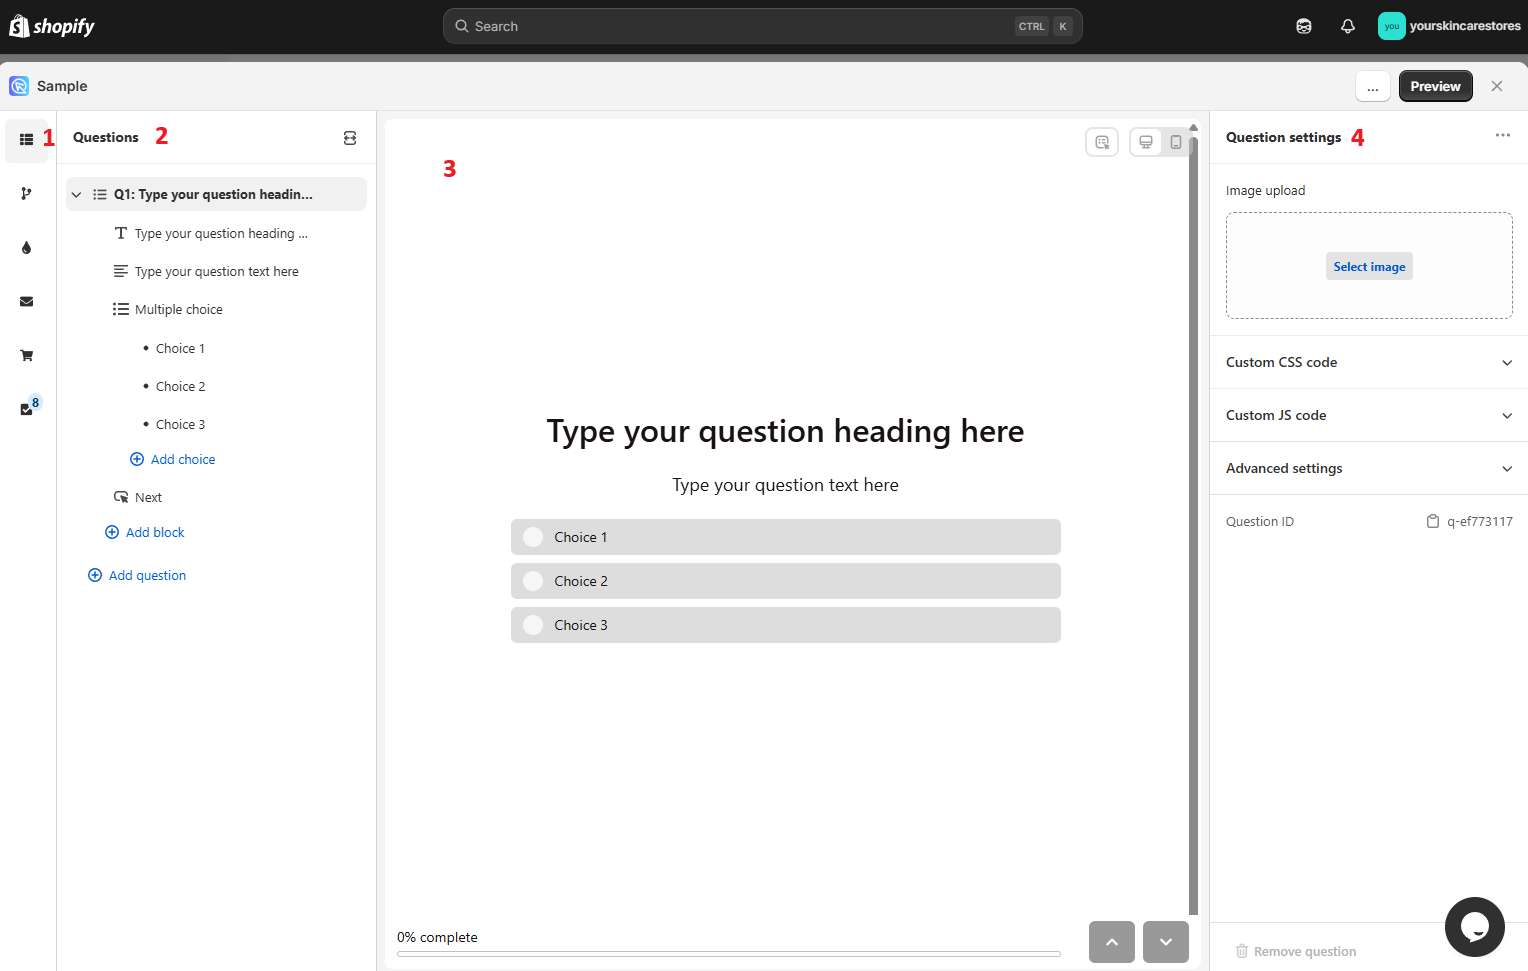 shopify
Search
CTRL K
you
yourskincarestores
Sample
...
Preview
1
Questions 2
Q1: Type your question headin...
Type your question heading ...
Type your question text here
Multiple choice
Choice 1
Choice 2
Choice 3
Add choice
Next
Add block
Add question
8
3
Type your question heading here
Type your question text here
Choice 1
Choice 2
Choice 3
0% complete
Question settings 4
Image upload
Select image
Custom CSS code
Custom JS code
Advanced settings
Question ID
q-ef773117
Remove question